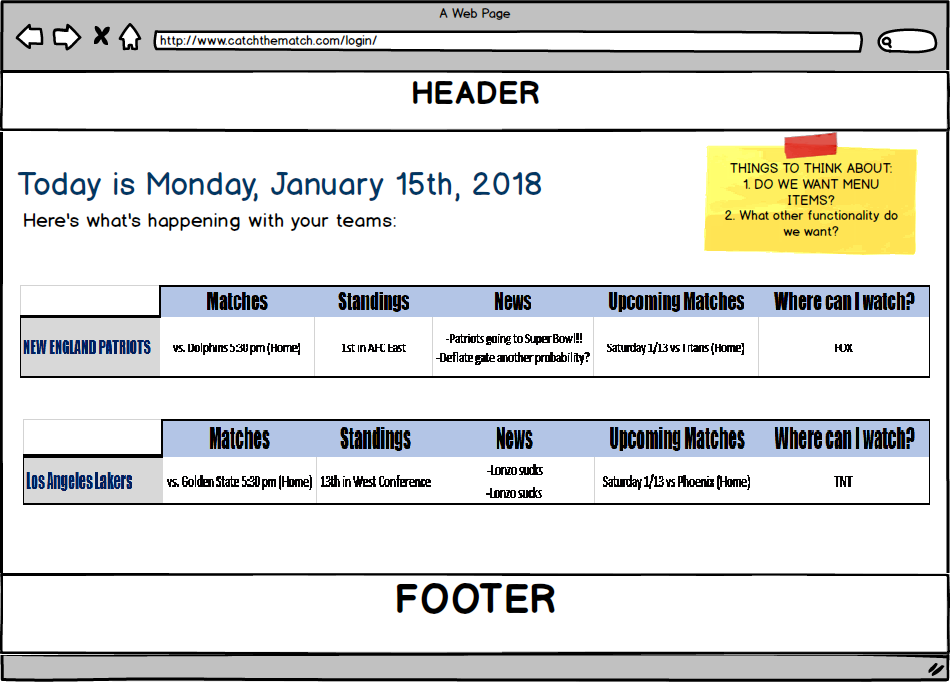 A Web Page
http://www.catchthematch.com/login/
HEADER
Today is Monday, January 15th, 2018
Here's what's happening with your teams:
THINGS TO THINK ABOUT:
1. DO WE WANT MENU
ITEMS?
2. What other functionality do
we want?
Matches Standings News Upcoming Matches Where can I watch?
NEW ENGLAND PATRIOTS vs. Dolphins 5:30 pm (Home) 1st in AFC East -Patriots going to Super Bowl!! Saturday 1/13 vs Titans (Home) FOX
-Deflate gate another probability?
Matches Standings News Upcoming Matches Where can I watch?
Los Angeles Lakers vs. Golden State 5:30 pm (Home) 13th in West Conference -Lonzo sucks Saturday 1/13 vs Phoenix (Home) TNT
-Lonzo sucks
FOOTER